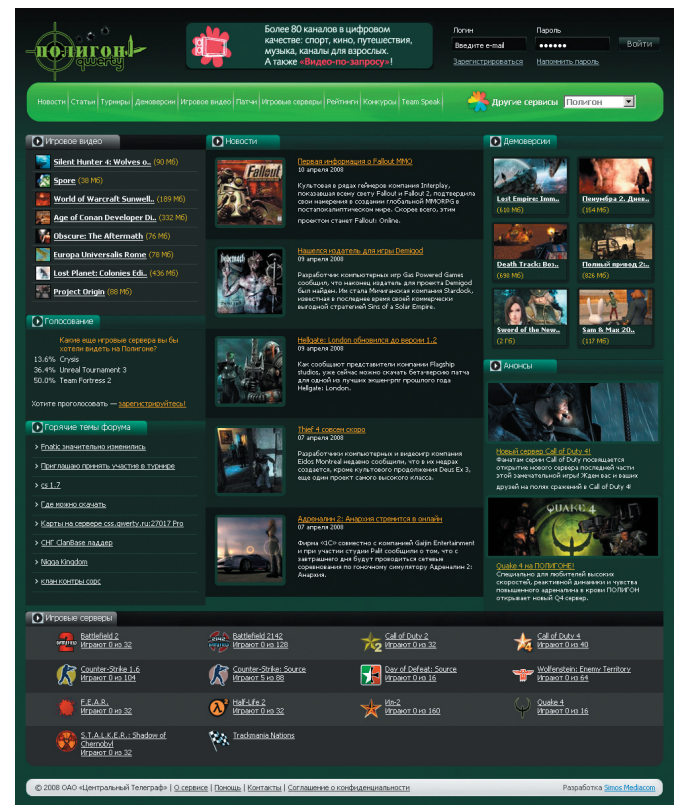 ПОЛИГОН
qwerty
Более 80 каналов в цифровом
качестве: спорт, кино, путешествия,
музыка, каналы для взрослых.
А также «Видео-по-запросу»!
Логин
Пароль
Введите e-mail
••••••
Войти
Зарегистрироваться
Напомнить пароль
Новости | Статьи | Турниры | Демоверсии | Игровое видео | Патчи | Игровые серверы | Рейтинги | Конкурсы | Team Speak
Другие сервисы
Полигон
Игровое видео
Silent Hunter 4: Wolves o.. (90 Мб)
Spore (38 Мб)
World of Warcraft Sunwell.. (189 Мб)
Age of Conan Developer Di.. (332 Мб)
Obscure: The Aftermath (76 Мб)
Europa Universalis Rome (78 Мб)
Lost Planet: Colonies Edi.. (436 Мб)
Project Origin (88 Мб)
Голосование
Какие еще игровые сервера вы бы
хотели видеть на Полигоне?
13.6% Crysis
36.4% Unreal Tournament 3
50.0% Team Fortress 2
Хотите проголосовать — зарегистрируйтесь!
Горячие темы форума
> Fnatic значительно изменились
> Приглашаю принять участие в турнире
> cs 1.7
> Где можно скачать
> Карты на сервере css.qwerty.ru:27017 Pro
> СНГ ClanBase ладдер
> Nigga Kingdom
> клан контры сорс
Новости
Fallout
Первая информация о Fallout MMO
10 апреля 2008
Культовая в рядах геймеров компания Interplay,
показавшая всему свету Fallout и Fallout 2, подтвердила
свои намерения в создании глобальной MMORPG в
постапокалиптическом мире. Скорее всего, этим
проектом станет Fallout: Online.
Нашелся издатель для игры Demigod
09 апреля 2008
Разработчик компьютерных игр Gas Powered Games
сообщил, что наконец издатель для проекта Demigod
был найден. Им стала Мичиганская компания Stardock,
известная в последнее время своей коммерчески
выгодной стратегией Sins of a Solar Empire.
Hellgate: London обновился до версии 1.2
09 апреля 2008
Как сообщают представители компании Flagship
studios, уже сейчас можно скачать бета-версию патча
для одной из лучших экшен-рпг прошлого года
Hellgate: London.
Thief 4 совсем скоро
07 апреля 2008
Разработчики компьютерных и видеоигр компания
Eidos Montreal недавно сообщили, что в их недрах
создается, кроме культового продолжения Deus Ex 3,
еще один проект самого высокого класса.
Адреналин 2: Анархия стремится в онлайн
07 апреля 2008
Фирма «1С» совместно с компанией Gaijin Entertainment
и при участии студии Palit сообщили о том, что с
завтрашнего дня будут проводиться сетевые
соревнования по гоночному симулятору Адреналин 2:
Анархия.
Демоверсии
Lost Empire: Imm..
(610 Мб)
Пенумбра 2. Днев..
(154 Мб)
Death Track: Воз..
(698 Мб)
Полный привод 2:..
(926 Мб)
Sword of the New..
(2 Гб)
Sam & Max 20..
(117 Мб)
Анонсы
Новый сервер Call of Duty 4!
Фанатам серии Call of Duty посвящается
открытие нового сервера последней части
этой замечательной игры! Ждем вас и ваших
друзей на полях сражений в Call of Duty 4!
QUAKE 4
Quake 4 на ПОЛИГОНЕ!
Специально для любителей высоких
скоростей, реактивной динамики и чувства
повышенного адреналина в крови ПОЛИГОН
открывает новый Q4 сервер.
Игровые серверы
Battlefield 2
Играют 0 из 32
Battlefield 2142
Играют 0 из 128
Call of Duty 2
Играют 0 из 32
Call of Duty 4
Играют 0 из 40
Counter-Strike 1.6
Играют 0 из 104
Counter-Strike: Source
Играют 5 из 88
Day of Defeat: Source
Играют 0 из 16
Wolfenstein: Enemy Territory
Играют 0 из 64
F.E.A.R.
Играют 0 из 32
Half-Life 2
Играют 0 из 32
Ил-2
Играют 0 из 160
Quake 4
Играют 0 из 16
S.T.A.L.K.E.R.: Shadow of
Chernobyl
Играют 0 из 32
Trackmania Nations
© 2008 ОАО «Центральный Телеграф» | О сервисе | Помощь | Контакты | Соглашение о конфиденциальности
Разработка Simos Mediacom